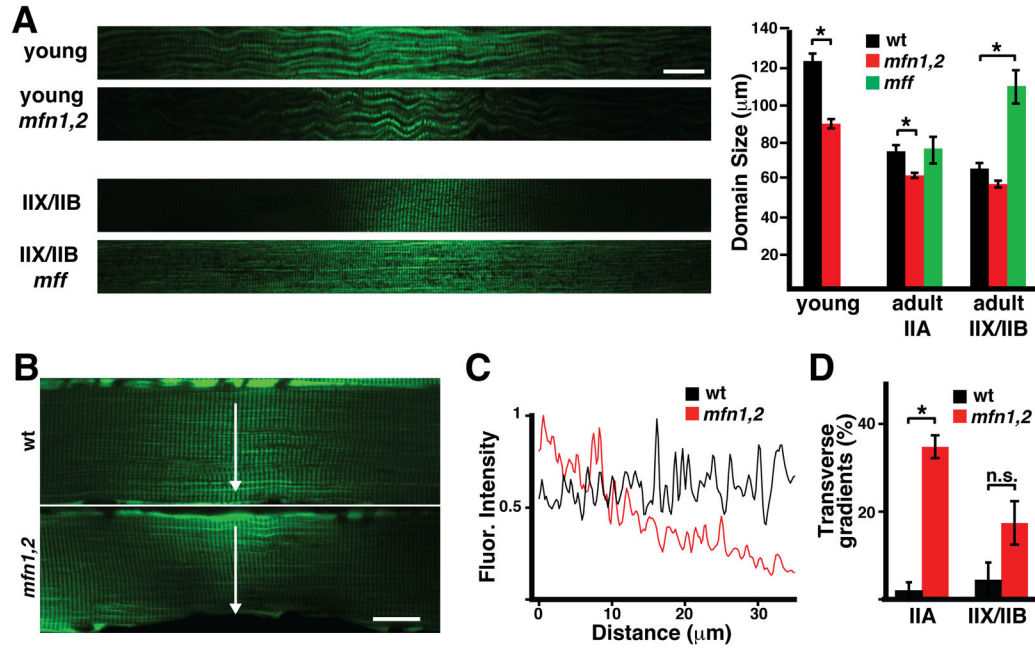 A
young
young
mfn1,2
IIX/IIB
IIX/IIB
mff
Domain Size (μm)
140
120
100
80
60
40
20
*
*
*
wt
mfn1,2
mff
young
adult
IIA
adult
IIX/IIB
B
wt
mfn1,2
C
Fluor. Intensity
1
0.5
wt
mfn1,2
0
10
20
30
Distance (μm)
D
Transverse
gradients (%)
40
20
wt
mfn1,2
*
n.s.
IIA
IIX/IIB